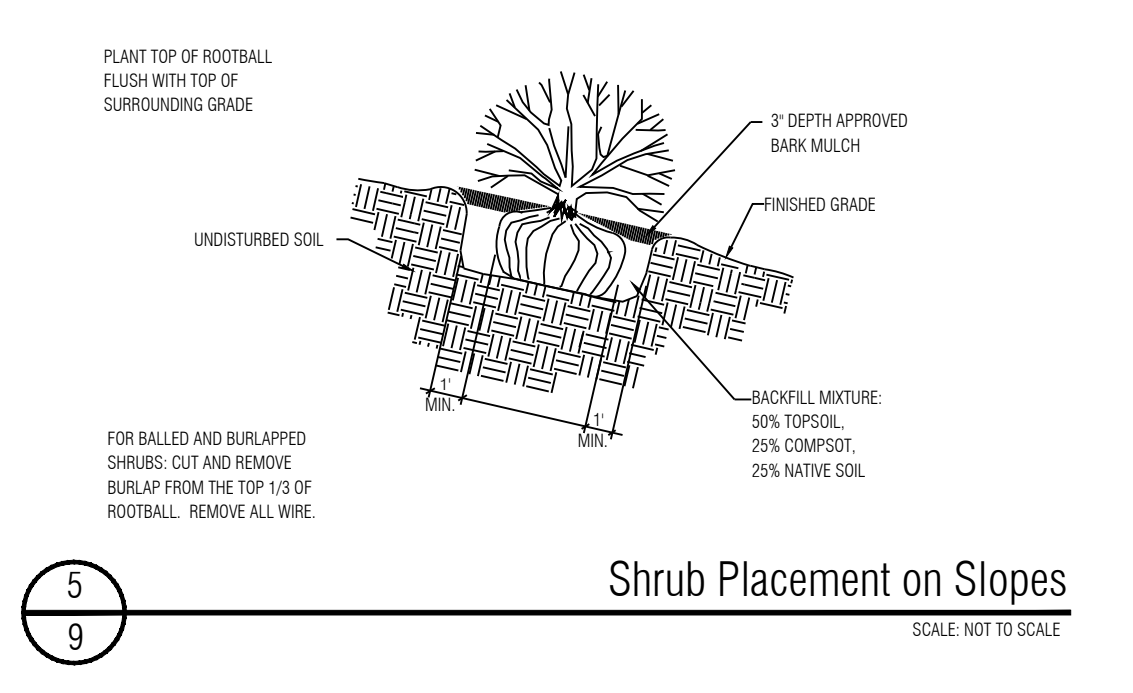 PLANT TOP OF ROOTBALL
FLUSH WITH TOP OF
SURROUNDING GRADE
3" DEPTH APPROVED
BARK MULCH
FINISHED GRADE
UNDISTURBED SOIL
1'
MIN.
1'
MIN.
BACKFILL MIXTURE:
50% TOPSOIL,
25% COMPSOT,
25% NATIVE SOIL
FOR BALLED AND BURLAPPED
SHRUBS: CUT AND REMOVE
BURLAP FROM THE TOP 1/3 OF
ROOTBALL. REMOVE ALL WIRE.
5
9
Shrub Placement on Slopes
SCALE: NOT TO SCALE